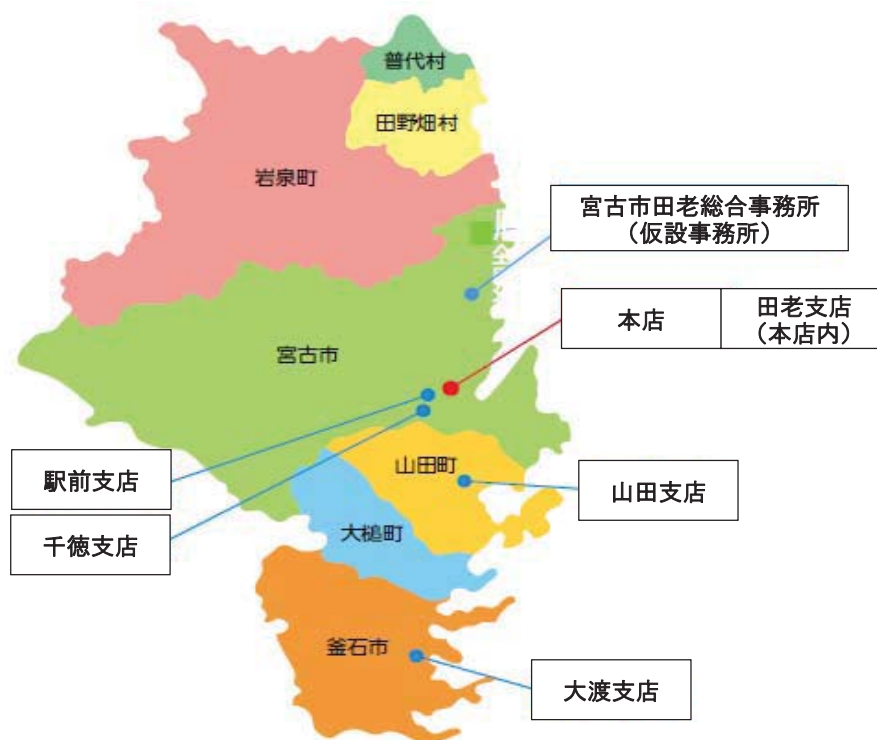 普代村
田野畑村
岩泉町
宮古市田老総合事務所
（仮設事務所）
本店
田老支店
（本店内）
宮古市
駅前支店
山田町
山田支店
千徳支店
大槌町
釜石市
大渡支店